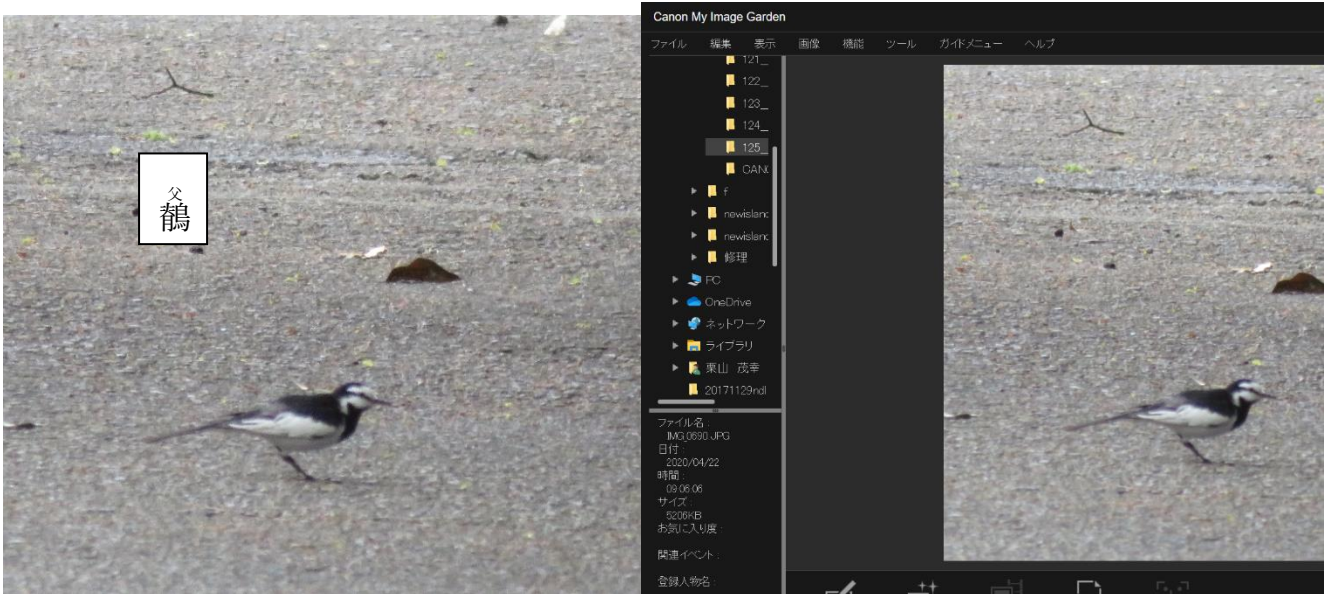 父
Canon My Image Garden
ファイル 編集 表示 画像 機能 ツール ガイドメニュー ヘルプ
121_
122_
123_
124_
125_
CANC
f
newislanc
newislanc
修理
PC
OneDrive
ネットワーク
ライブラリ
栗山 茂幸
20171129ndl
ファイル名 :
IMG_0690.JPG
日付 :
2020/04/22
時間 :
09:06:06
サイズ :
5206KB
お気に入り度 :
関連イベント :
登録人物名 :